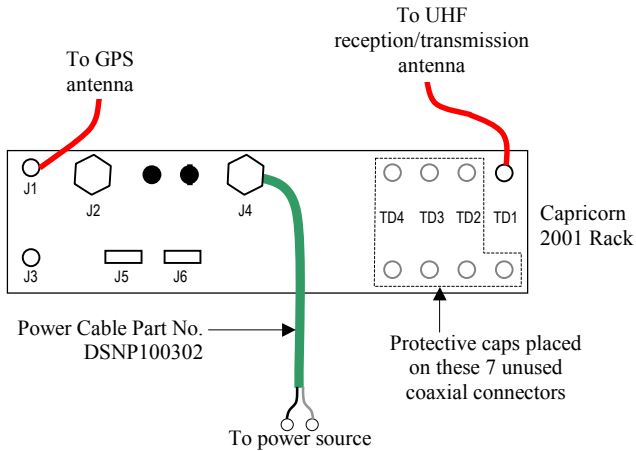 To GPS
antenna
To UHF
reception/transmission
antenna
J1
J2
J4
TD4 TD3 TD2 TD1
Capricorn
2001 Rack
J3
J5
J6
Power Cable Part No.
DSNP100302
Protective caps placed
on these 7 unused
coaxial connectors
To power source